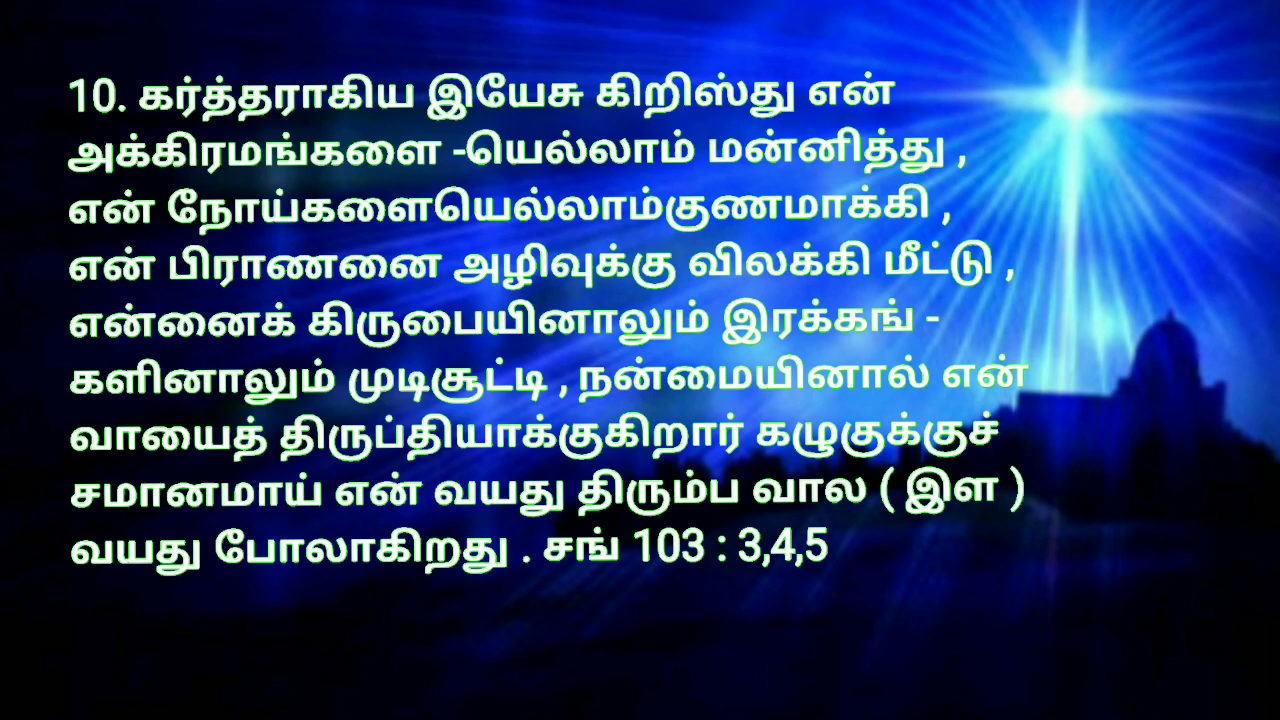 10. கர்த்தராகிய இயேசு கிறிஸ்து என்
அக்கிரமங்களை -யெல்லாம் மன்னித்து ,
என் நோய்களையெல்லாம்குணமாக்கி ,
என் பிராணனை அழிவுக்கு விலக்கி மீட்டு ,
என்னைக் கிருபையினாலும் இரக்கங் -
களினாலும் முடிசூட்டி , நன்மையினால் என்
வாயைத் திருப்தியாக்குகிறார் கழுகுக்குச்
சமானமாய் என் வயது திரும்ப வால ( இள )
வயது போலாகிறது . சங் 103 : 3,4,5